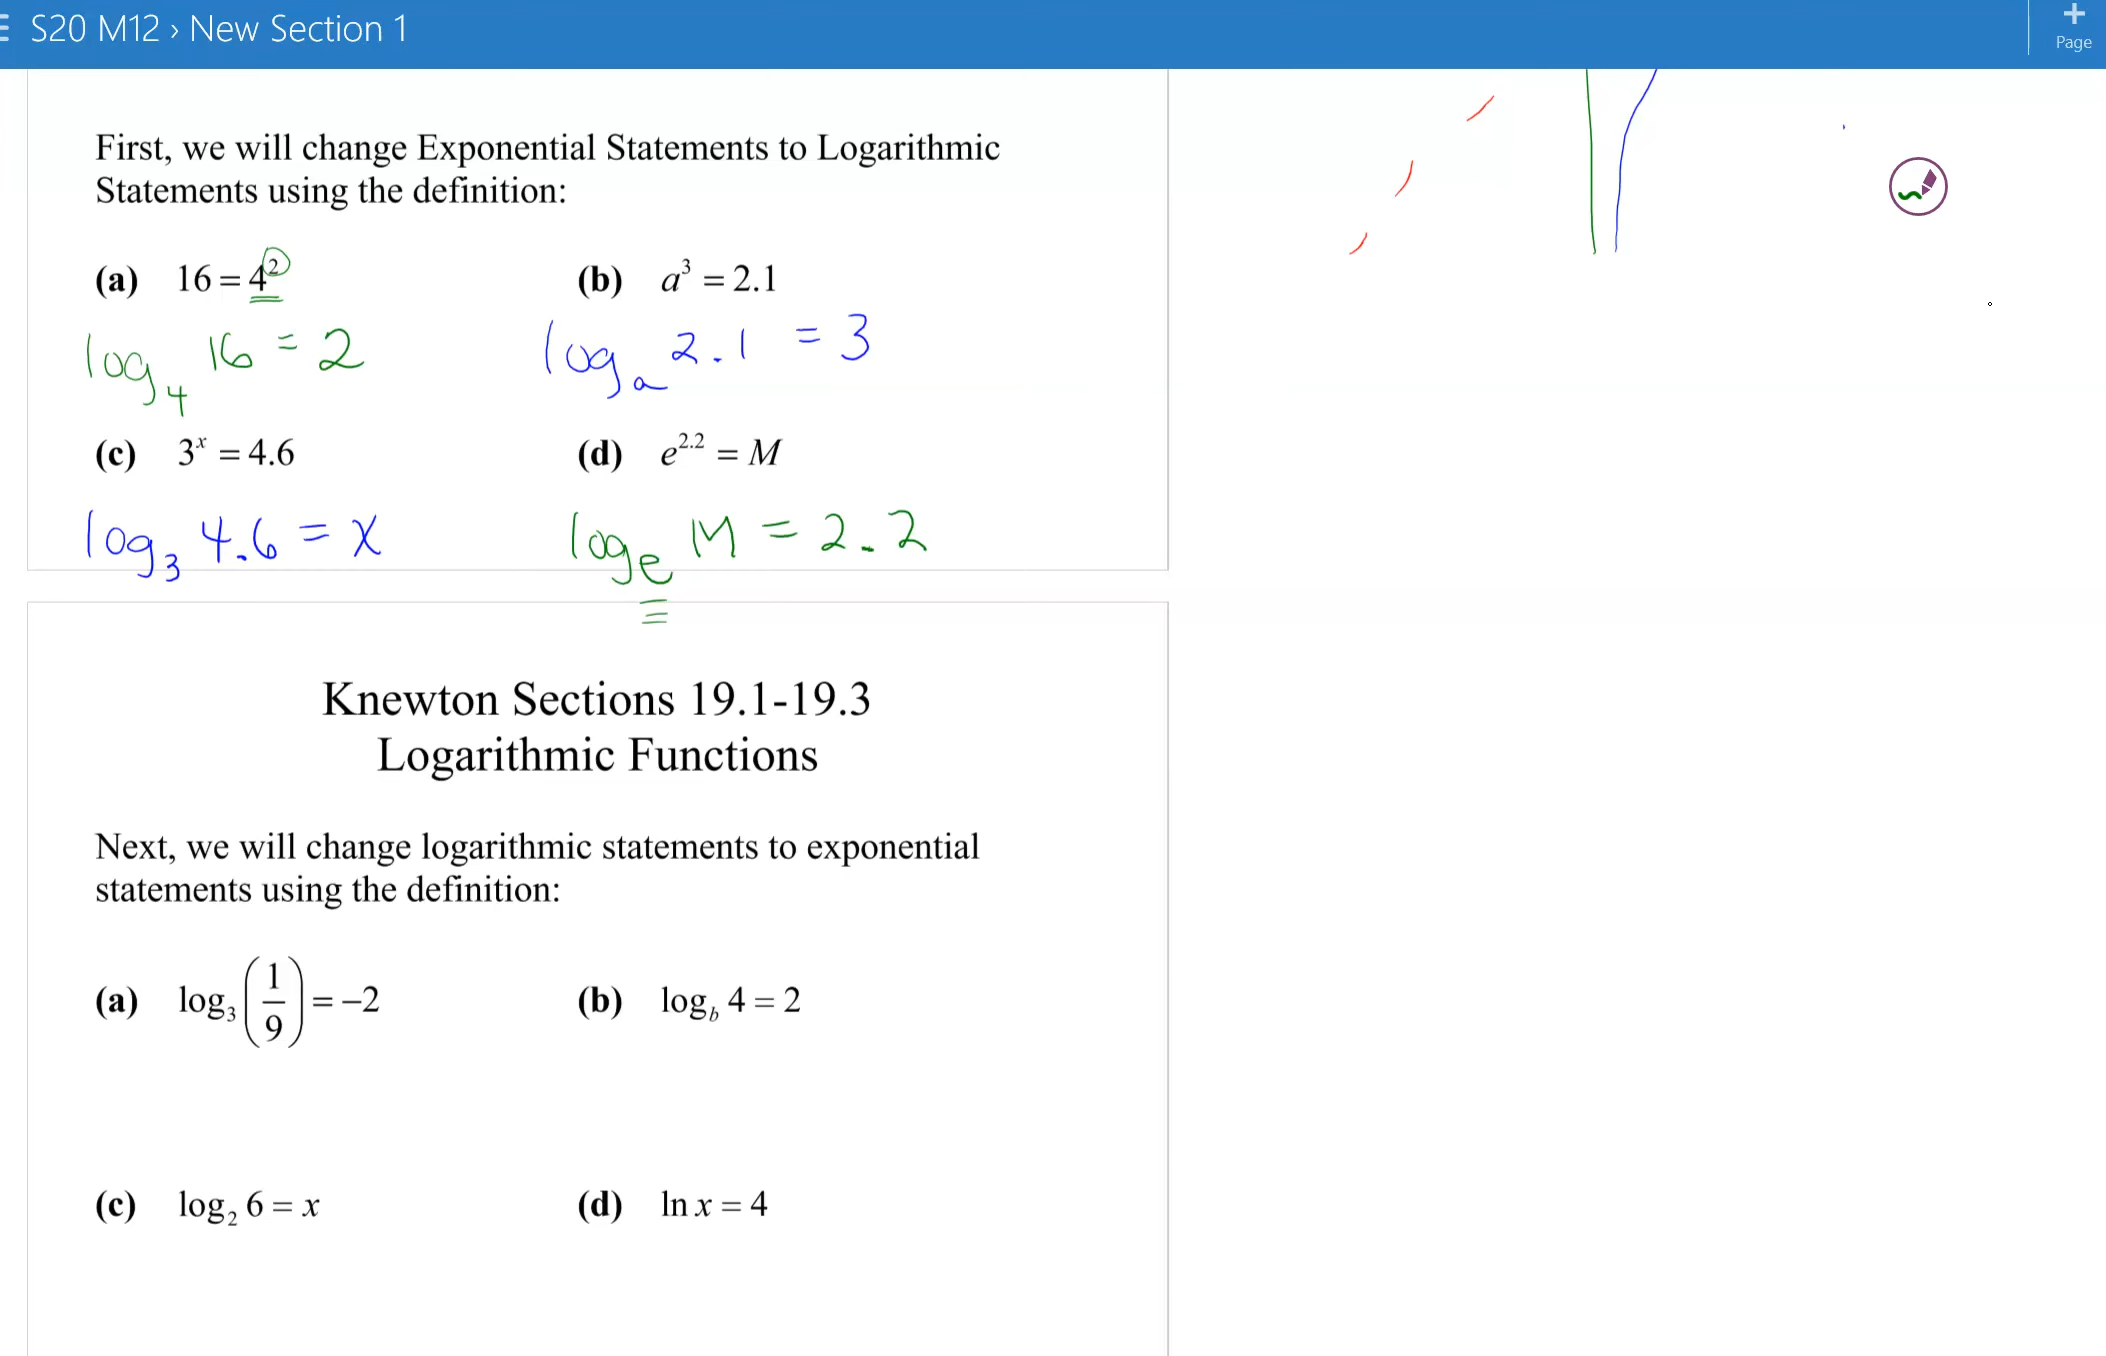 S20 M12 › New Section 1
+
Page
First, we will change Exponential Statements to Logarithmic
Statements using the definition:
(a) 16 = 4²
(b) a³ = 2.1
log₄ 16 = 2
logₐ 2.1 = 3
(c) 3ˣ = 4.6
(d) e^2.2 = M
log₃ 4.6 = x
logₑ M = 2.2
Knewton Sections 19.1-19.3
Logarithmic Functions
Next, we will change logarithmic statements to exponential
statements using the definition:
(a) log₃(1/9) = −2
(b) log_b 4 = 2
(c) log₂ 6 = x
(d) ln x = 4